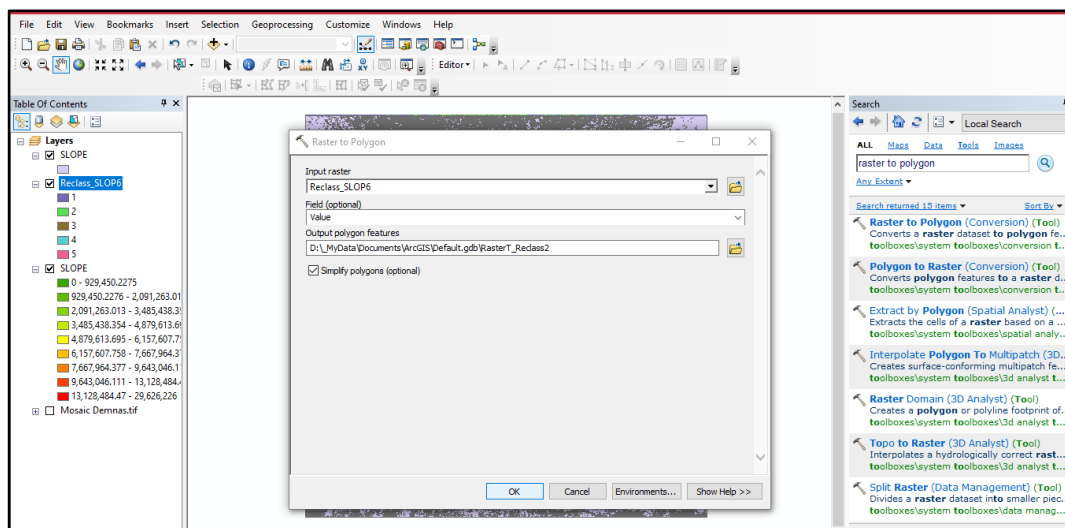 File Edit View Bookmarks Insert Selection Geoprocessing Customize Windows Help
Editor
Table Of Contents
Layers
SLOPE
Reclass_SLOP6
1
2
3
4
5
SLOPE
0 - 929,450.2275
929,450.2276 - 2,091,263.01
2,091,263.013 - 3,485,438.3
3,485,438.354 - 4,879,613.6
4,879,613.695 - 6,157,607.7
6,157,607.758 - 7,667,964.3
7,667,964.377 - 9,643,046.1
9,643,046.111 - 13,128,484.
13,128,484.47 - 29,626,226
Mosaic Demnas.tif
Raster to Polygon
Input raster
Reclass_SLOP6
Field (optional)
Value
Output polygon features
D:\_MyData\Documents\ArcGIS\Default.gdb\RasterT_Reclass2
Simplify polygons (optional)
OK Cancel Environments... Show Help >>
Search
Local Search
ALL Maps Data Tools Images
raster to polygon
Any Extent
Search returned 15 items Sort By
Raster to Polygon (Conversion) (Tool)
Converts a raster dataset to polygon fe...
toolboxes\system toolboxes\conversion t...
Polygon to Raster (Conversion) (Tool)
Converts polygon features to a raster d...
toolboxes\system toolboxes\conversion t...
Extract by Polygon (Spatial Analyst) (...
Extracts the cells of a raster based on a ...
toolboxes\system toolboxes\spatial analy...
Interpolate Polygon To Multipatch (3D...
Creates surface-conforming multipatch fe...
toolboxes\system toolboxes\3d analyst t...
Raster Domain (3D Analyst) (Tool)
Creates a polygon or polyline footprint of...
toolboxes\system toolboxes\3d analyst t...
Topo to Raster (3D Analyst) (Tool)
Interpolates a hydrologically correct rast...
toolboxes\system toolboxes\3d analyst t...
Split Raster (Data Management) (Tool)
Divides a raster dataset into smaller piec...
toolboxes\system toolboxes\data manag...